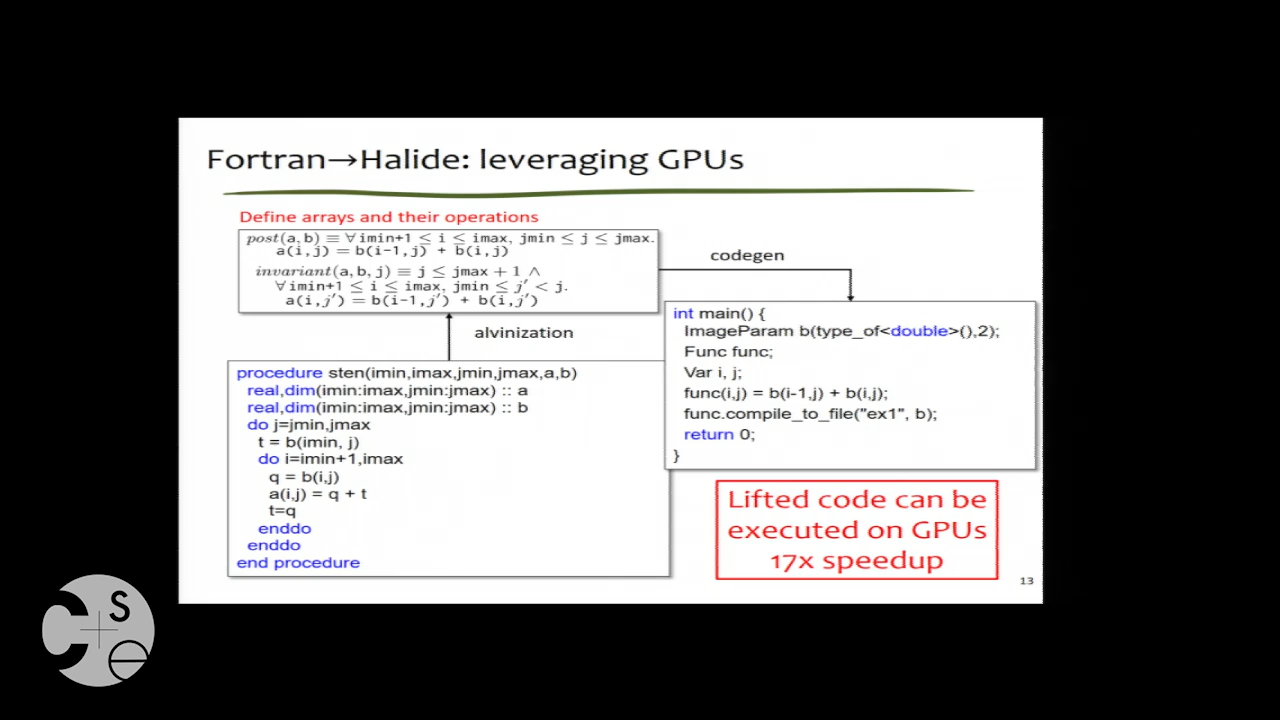 Fortran→Halide: leveraging GPUs
Define arrays and their operations
post(a,b) ≡ ∀ imin+1 ≤ i ≤ imax, jmin ≤ j ≤ jmax.
a(i,j) = b(i-1,j) + b(i,j)
invariant(a,b,j) ≡ j ≤ jmax + 1 ∧
∀ imin+1 ≤ i ≤ imax, jmin ≤ j′ < j.
a(i,j′) = b(i-1,j′) + b(i,j′)
codegen
alvinization
procedure sten(imin,imax,jmin,jmax,a,b)
real,dim(imin:imax,jmin:jmax) :: a
real,dim(imin:imax,jmin:jmax) :: b
do j=jmin,jmax
t = b(imin, j)
do i=imin+1,imax
q = b(i,j)
a(i,j) = q + t
t=q
enddo
enddo
end procedure
int main() {
ImageParam b(type_of<double>(),2);
Func func;
Var i, j;
func(i,j) = b(i-1,j) + b(i,j);
func.compile_to_file("ex1", b);
return 0;
}
Lifted code can be
executed on GPUs
17x speedup
13
C S e